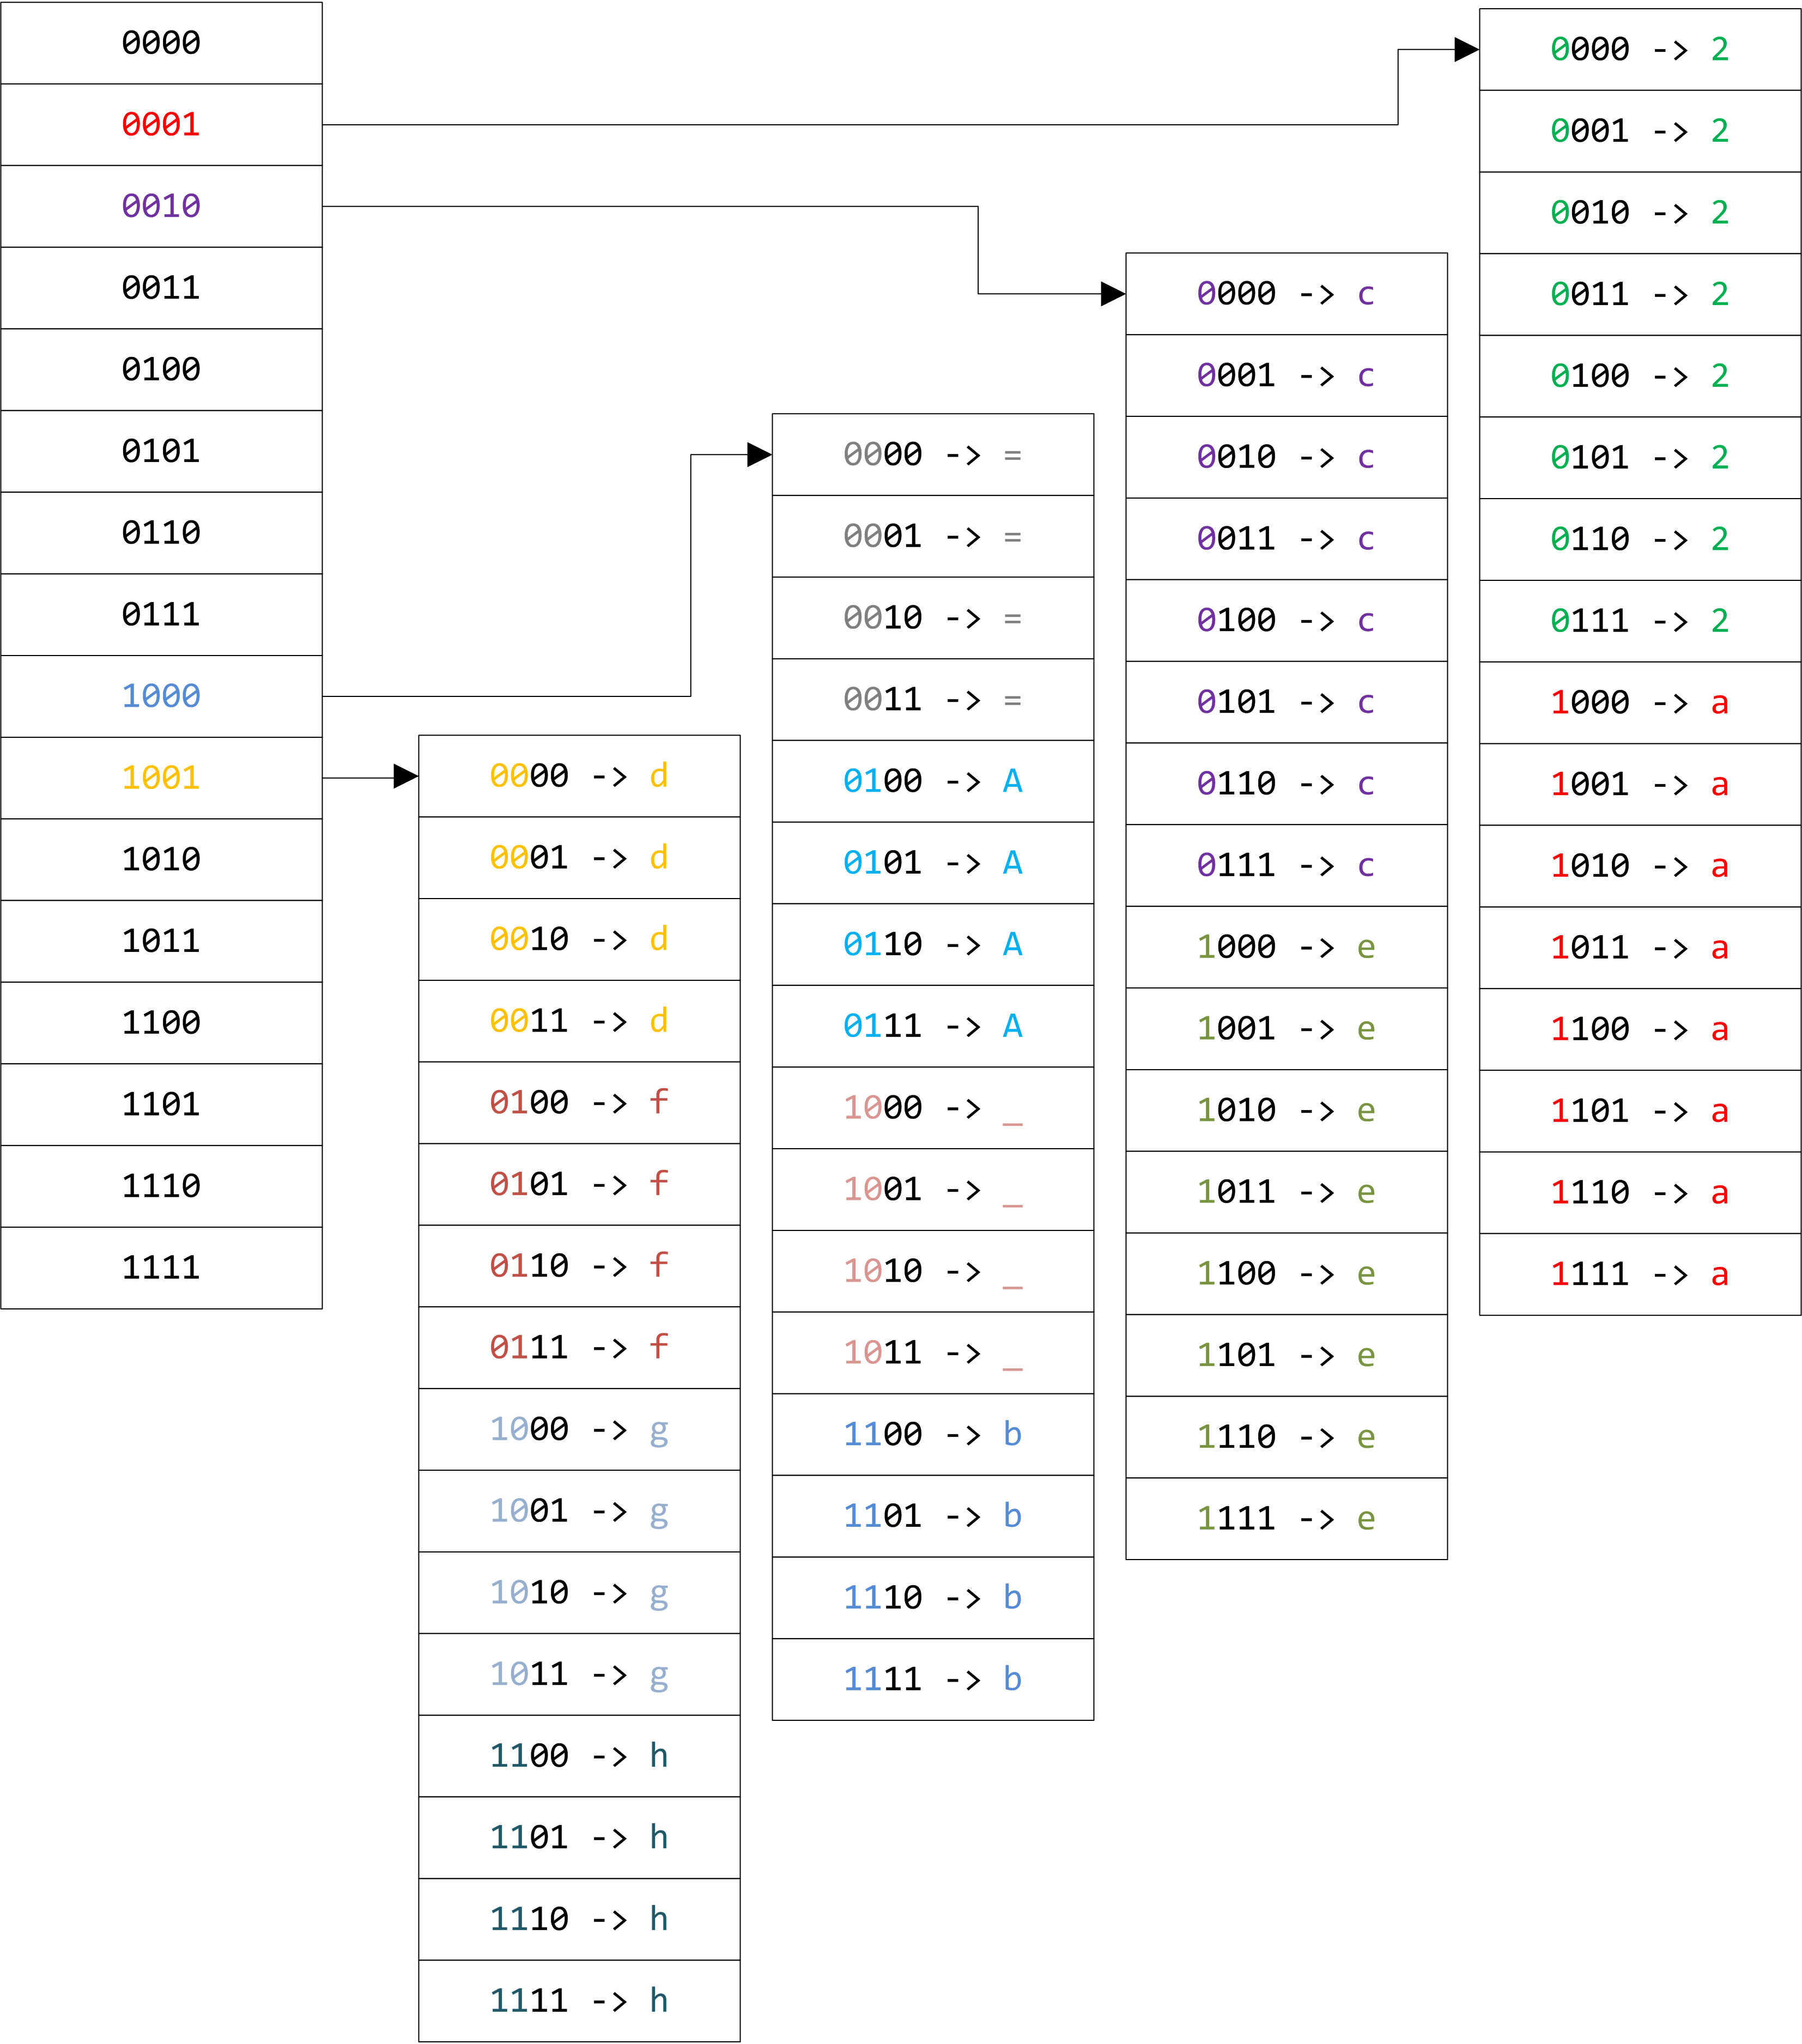 0000
0001
0010
0011
0100
0101
0110
0111
1000
1001
1010
1011
1100
1101
1110
1111
0000 -> d
0001 -> d
0010 -> d
0011 -> d
0100 -> f
0101 -> f
0110 -> f
0111 -> f
1000 -> g
1001 -> g
1010 -> g
1011 -> g
1100 -> h
1101 -> h
1110 -> h
1111 -> h
0000 -> =
0001 -> =
0010 -> =
0011 -> =
0100 -> A
0101 -> A
0110 -> A
0111 -> A
1000 -> _
1001 -> _
1010 -> _
1011 -> _
1100 -> b
1101 -> b
1110 -> b
1111 -> b
0000 -> c
0001 -> c
0010 -> c
0011 -> c
0100 -> c
0101 -> c
0110 -> c
0111 -> c
1000 -> e
1001 -> e
1010 -> e
1011 -> e
1100 -> e
1101 -> e
1110 -> e
1111 -> e
0000 -> 2
0001 -> 2
0010 -> 2
0011 -> 2
0100 -> 2
0101 -> 2
0110 -> 2
0111 -> 2
1000 -> a
1001 -> a
1010 -> a
1011 -> a
1100 -> a
1101 -> a
1110 -> a
1111 -> a